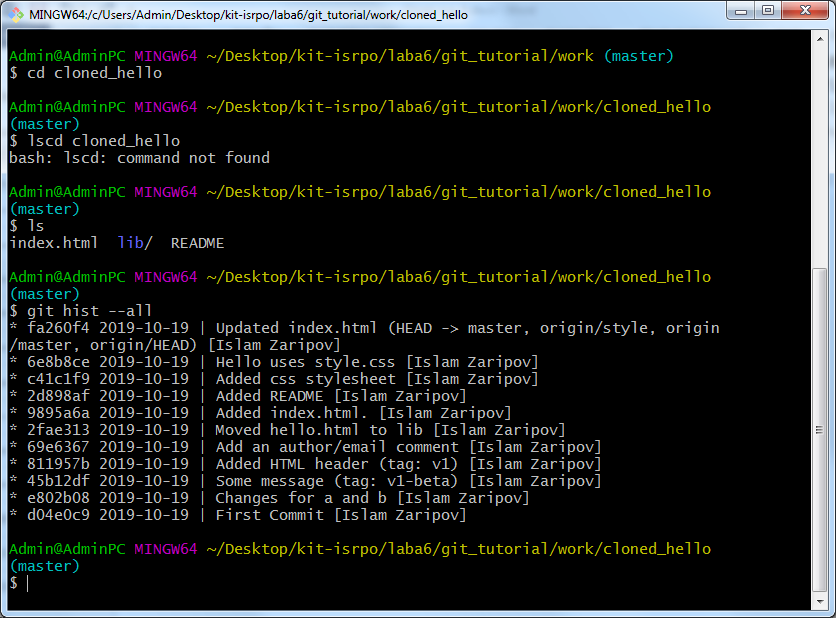 MINGW64:/c/Users/Admin/Desktop/kit-isrpo/laba6/git_tutorial/work/cloned_hello
Admin@AdminPC MINGW64 ~/Desktop/kit-isrpo/laba6/git_tutorial/work (master)
$ cd cloned_hello
Admin@AdminPC MINGW64 ~/Desktop/kit-isrpo/laba6/git_tutorial/work/cloned_hello
(master)
$ lscd cloned_hello
bash: lscd: command not found
Admin@AdminPC MINGW64 ~/Desktop/kit-isrpo/laba6/git_tutorial/work/cloned_hello
(master)
$ ls
index.html  lib/  README
Admin@AdminPC MINGW64 ~/Desktop/kit-isrpo/laba6/git_tutorial/work/cloned_hello
(master)
$ git hist --all
* fa260f4 2019-10-19 | Updated index.html (HEAD -> master, origin/style, origin
/master, origin/HEAD) [Islam Zaripov]
* 6e8b8ce 2019-10-19 | Hello uses style.css [Islam Zaripov]
* c41c1f9 2019-10-19 | Added css stylesheet [Islam Zaripov]
* 2d898af 2019-10-19 | Added README [Islam Zaripov]
* 9895a6a 2019-10-19 | Added index.html. [Islam Zaripov]
* 2fae313 2019-10-19 | Moved hello.html to lib [Islam Zaripov]
* 69e6367 2019-10-19 | Add an author/email comment [Islam Zaripov]
* 811957b 2019-10-19 | Added HTML header (tag: v1) [Islam Zaripov]
* 45b12df 2019-10-19 | Some message (tag: v1-beta) [Islam Zaripov]
* e802b08 2019-10-19 | Changes for a and b [Islam Zaripov]
* d04e0c9 2019-10-19 | First Commit [Islam Zaripov]
Admin@AdminPC MINGW64 ~/Desktop/kit-isrpo/laba6/git_tutorial/work/cloned_hello
(master)
$